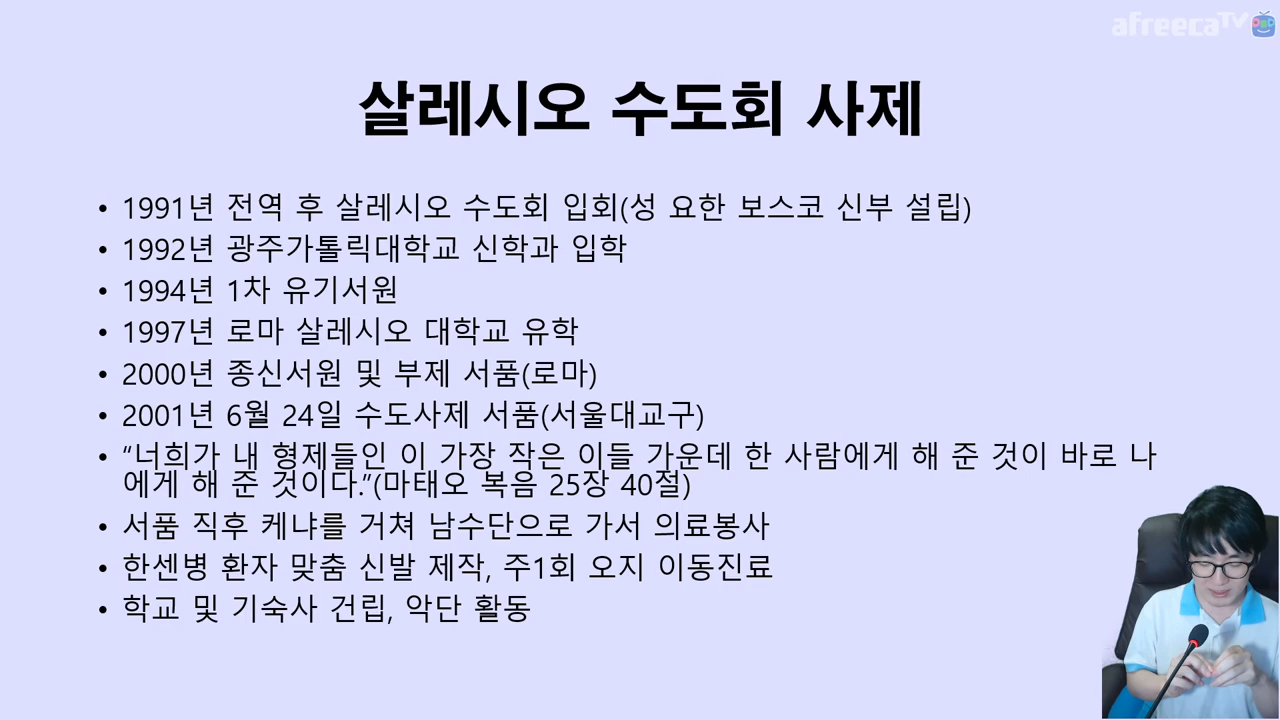 afreecaTV
살레시오 수도회 사제
• 1991년 전역 후 살레시오 수도회 입회(성 요한 보스코 신부 설립)
• 1992년 광주가톨릭대학교 신학과 입학
• 1994년 1차 유기서원
• 1997년 로마 살레시오 대학교 유학
• 2000년 종신서원 및 부제 서품(로마)
• 2001년 6월 24일 수도사제 서품(서울대교구)
• “너희가 내 형제들인 이 가장 작은 이들 가운데 한 사람에게 해 준 것이 바로 나
에게 해 준 것이다.”(마태오 복음 25장 40절)
• 서품 직후 케냐를 거쳐 남수단으로 가서 의료봉사
• 한센병 환자 맞춤 신발 제작, 주1회 오지 이동진료
• 학교 및 기숙사 건립, 악단 활동